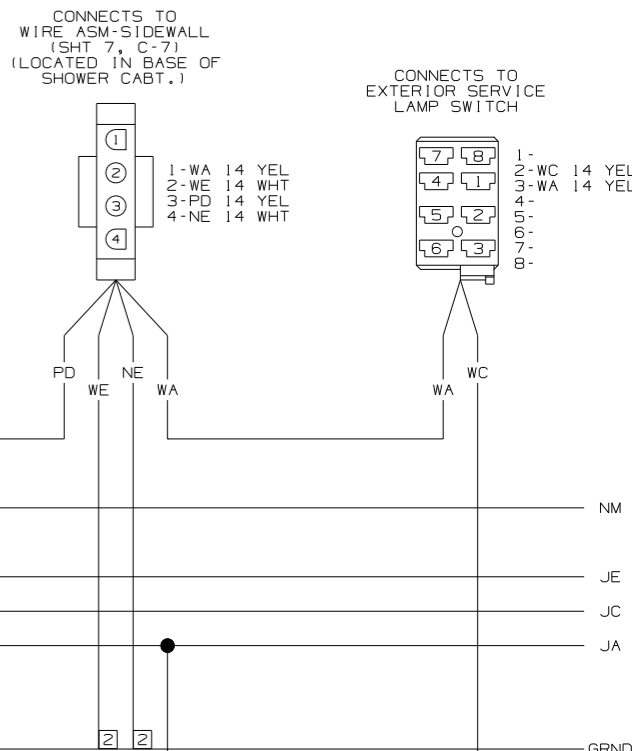 CONNECTS TO
WIRE ASM-SIDEWALL
(SHT 7, C-7)
(LOCATED IN BASE OF
SHOWER CABT.)
1
2
3
4
1-WA 14 YEL
2-WE 14 WHT
3-PD 14 YEL
4-NE 14 WHT
CONNECTS TO
EXTERIOR SERVICE
LAMP SWITCH
7 8
4 1
5 2
6 3
1-
2-WC 14 YEL
3-WA 14 YEL
4-
5-
6-
7-
8-
PD
WE
NE
WA
WA
WC
NM
JE
JC
JA
2 2
GRND